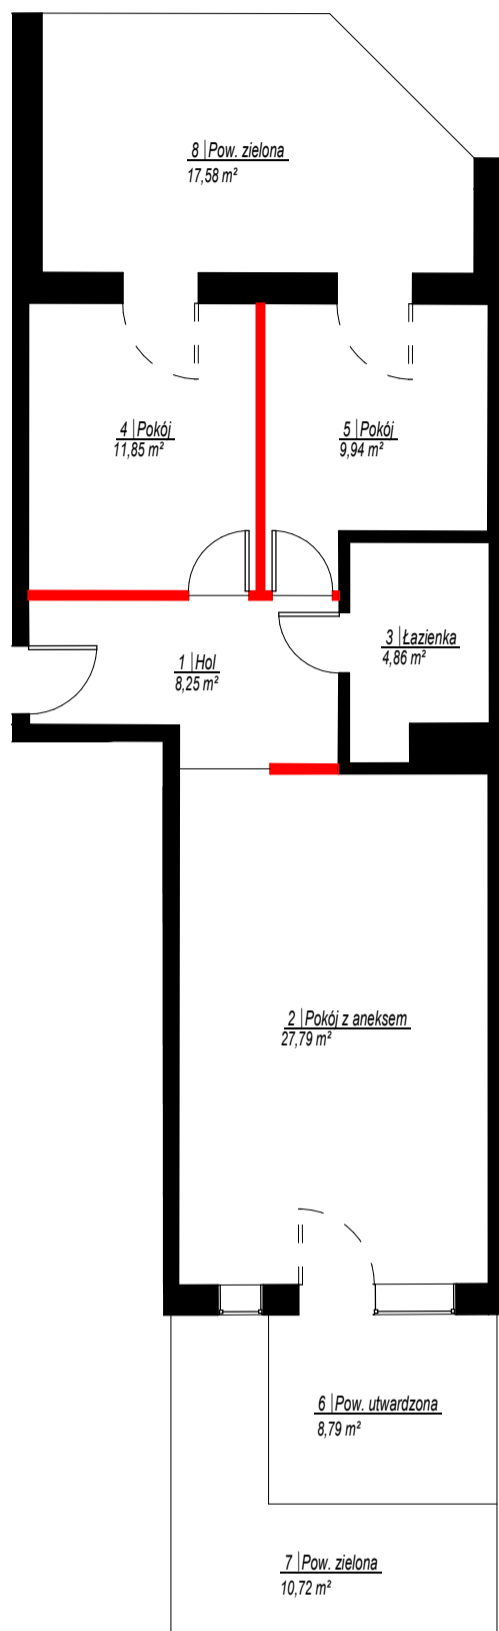 8 | Pow. zielona
17,58 m²
4 | Pokój
11,85 m²
5 | Pokój
9,94 m²
3 | Łazienka
4,86 m²
1 | Hol
8,25 m²
2 | Pokój z aneksem
27,79 m²
6 | Pow. utwardzona
8,79 m²
7 | Pow. zielona
10,72 m²